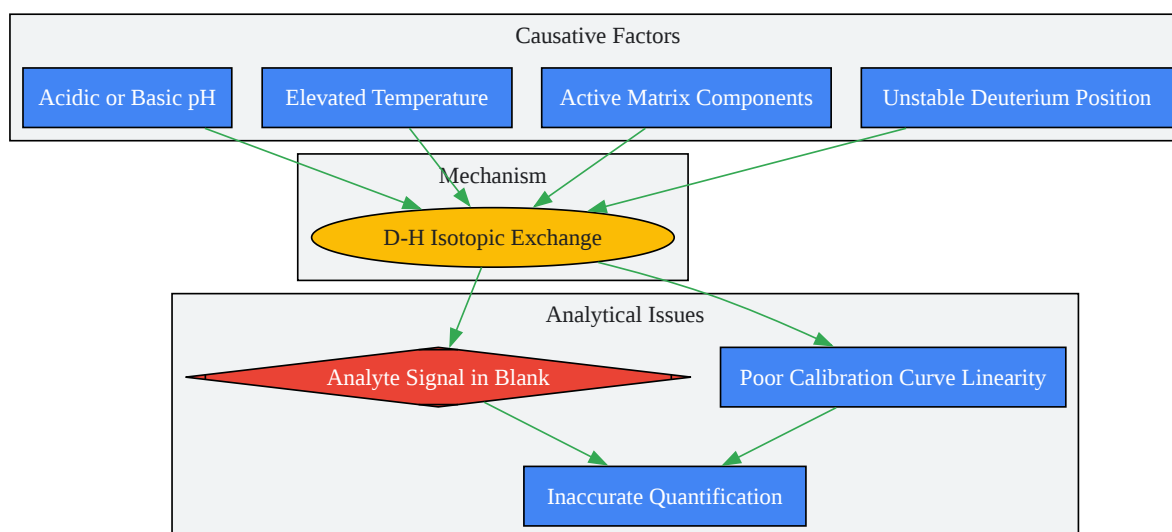 Causative Factors
Acidic or Basic pH
Elevated Temperature
Active Matrix Components
Unstable Deuterium Position
Mechanism
D-H Isotopic Exchange
Analytical Issues
Analyte Signal in Blank
Poor Calibration Curve Linearity
Inaccurate Quantification